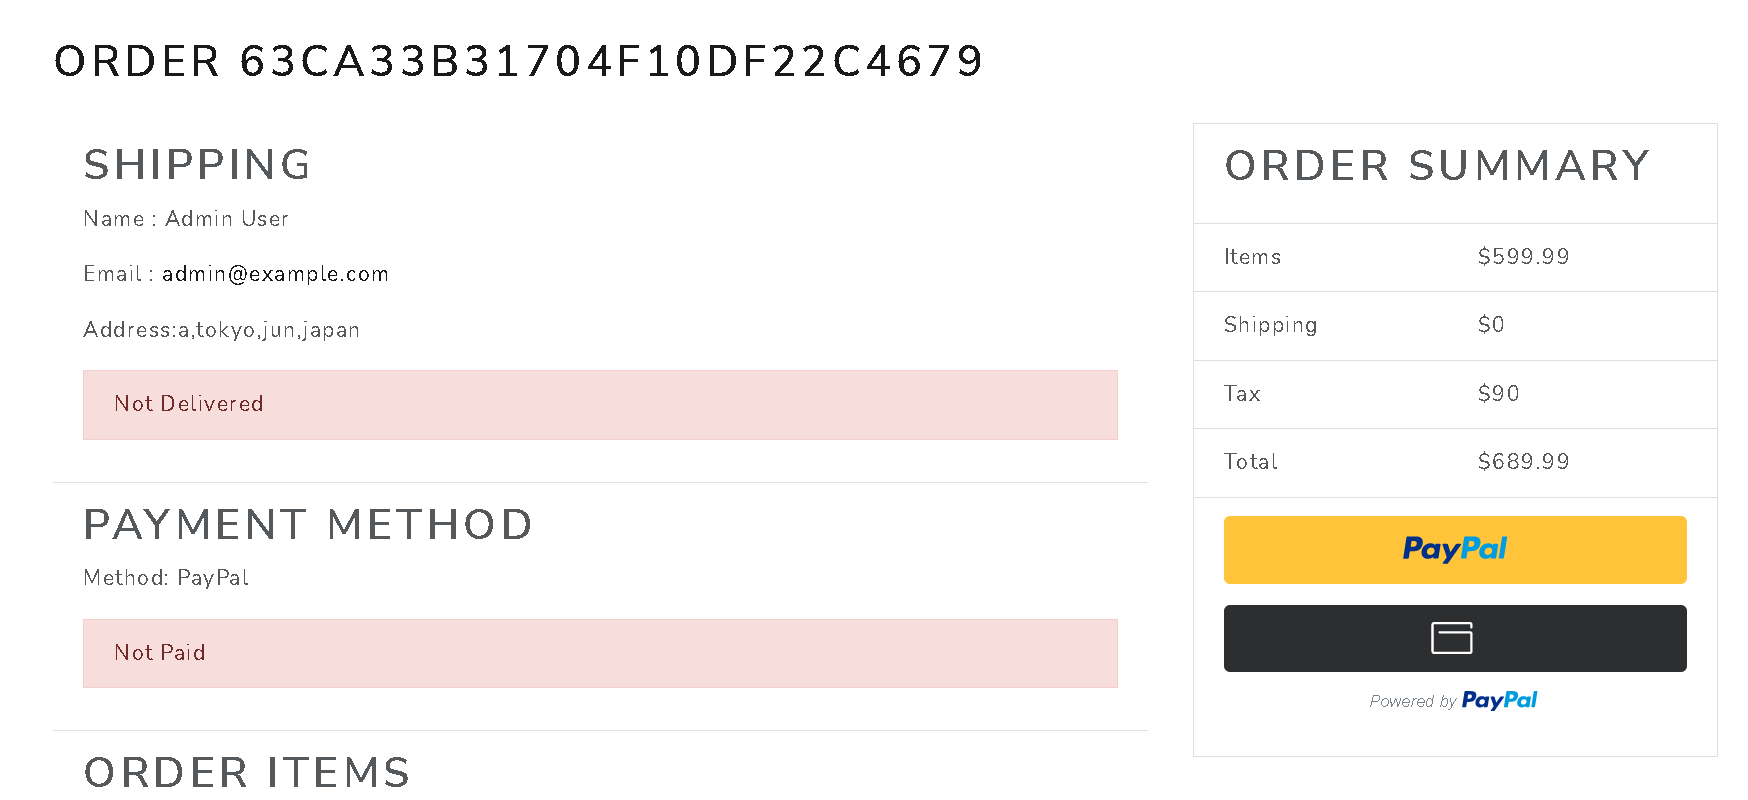 ORDER 63CA33B31704F10DF22C4679
SHIPPING
Name : Admin User
Email : admin@example.com
Address:a,tokyo,jun,japan
Not Delivered
PAYMENT METHOD
Method: PayPal
Not Paid
ORDER ITEMS
ORDER SUMMARY
Items $599.99
Shipping $0
Tax $90
Total $689.99
PayPal
Powered by PayPal